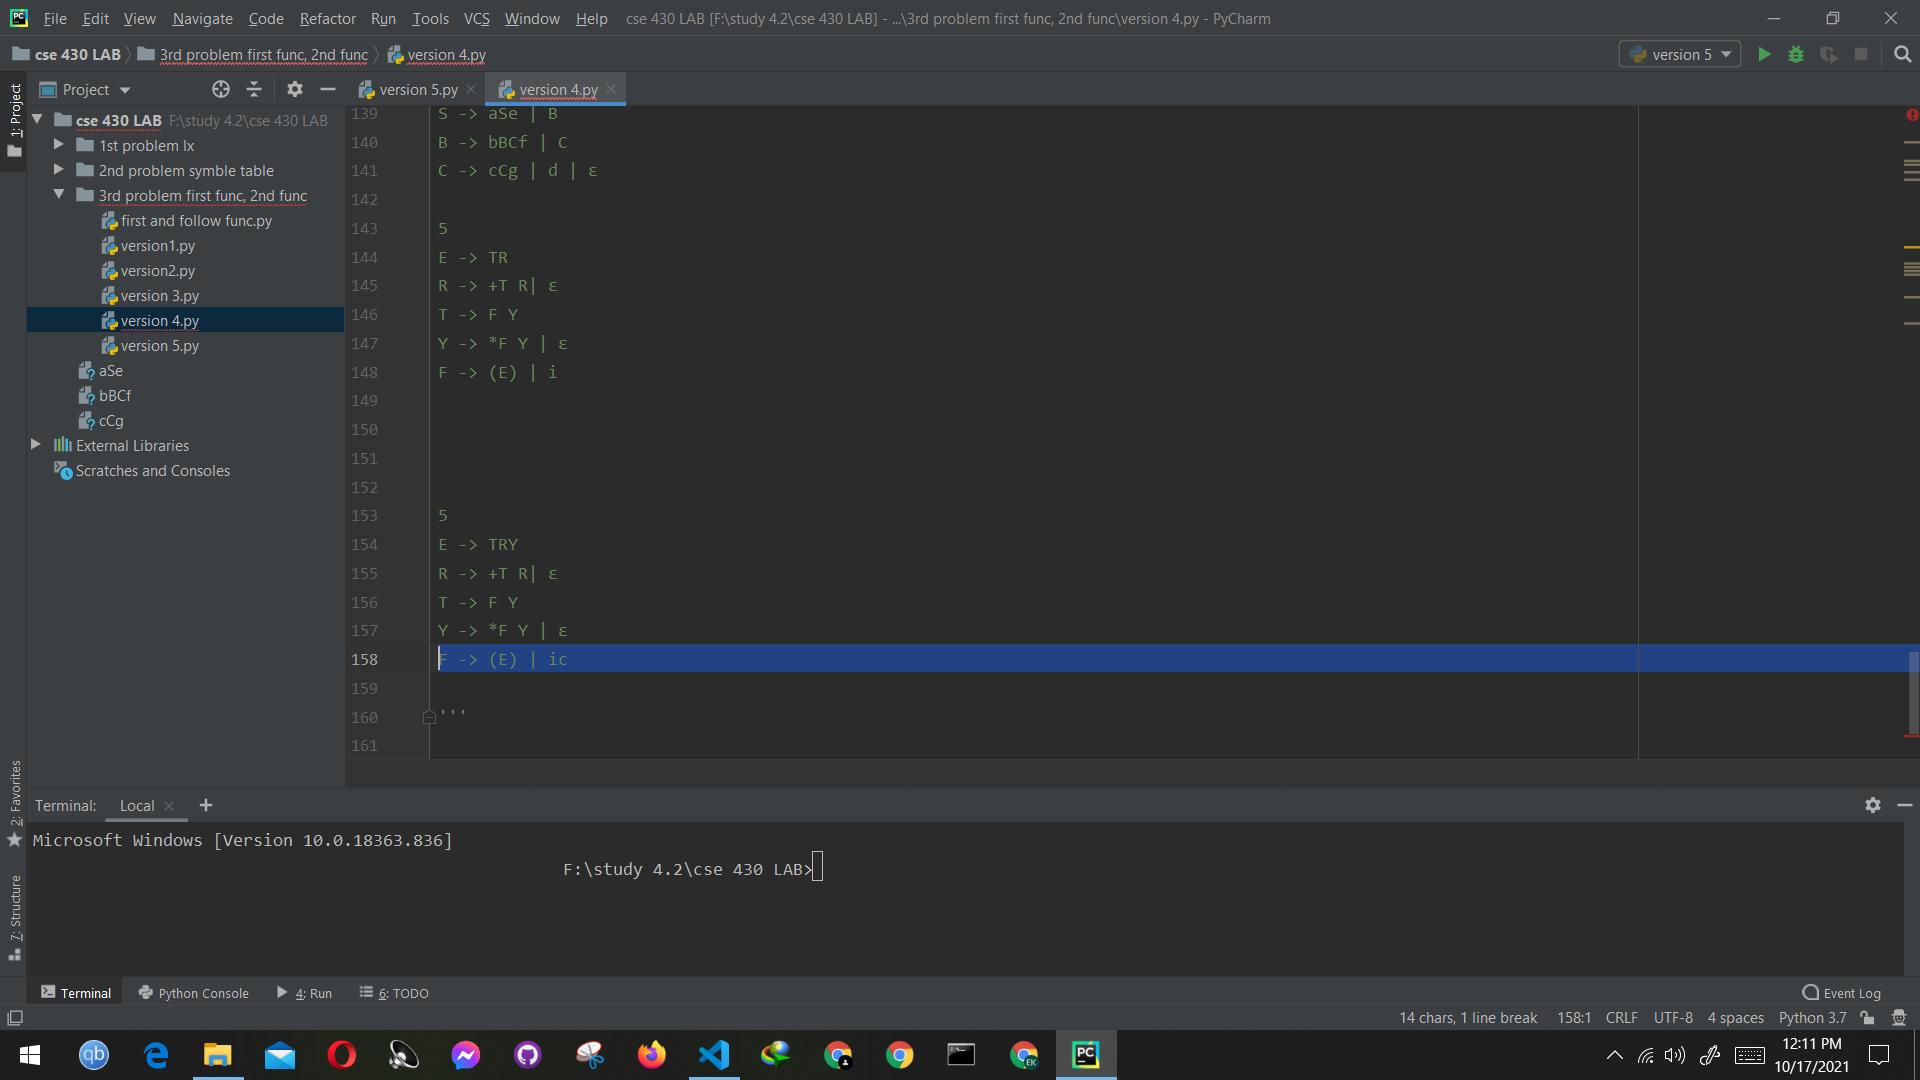 File Edit View Navigate Code Refactor Run Tools VCS Window Help cse 430 LAB [F:\study 4.2\cse 430 LAB] - ...\3rd problem first func, 2nd func\version 4.py - PyCharm
cse 430 LAB 3rd problem first func, 2nd func version 4.py version 5
1: Project
Project
version 5.py version 4.py
cse 430 LAB F:\study 4.2\cse 430 LAB
1st problem lx
2nd problem symble table
3rd problem first func, 2nd func
first and follow func.py
version1.py
version2.py
version 3.py
version 4.py
version 5.py
aSe
bBCf
cCg
External Libraries
Scratches and Consoles
139 S -> aSe | B
140 B -> bBCf | C
141 C -> cCg | d | ε
142
143 5
144 E -> TR
145 R -> +T R| ε
146 T -> F Y
147 Y -> *F Y | ε
148 F -> (E) | i
149
150
151
152
153 5
154 E -> TRY
155 R -> +T R| ε
156 T -> F Y
157 Y -> *F Y | ε
158 F -> (E) | ic
159
160 '''
161
2: Favorites
7: Structure
Terminal: Local
Microsoft Windows [Version 10.0.18363.836]
F:\study 4.2\cse 430 LAB>
Terminal Python Console 4: Run 6: TODO Event Log
14 chars, 1 line break 158:1 CRLF UTF-8 4 spaces Python 3.7
qb
EK
PC
12:11 PM
10/17/2021